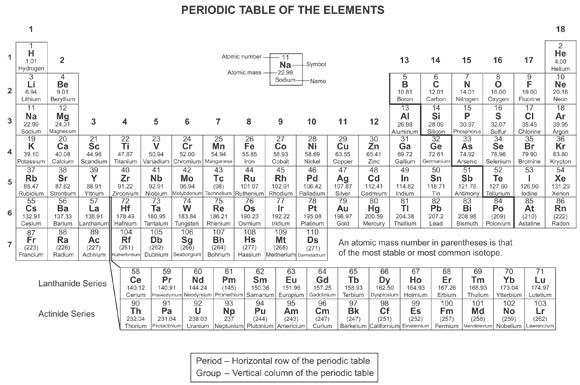 PERIODIC TABLE OF THE ELEMENTS
1 18
1 2
1 H He
1.01 4.00
Hydrogen Helium
2 13 14 15 16 17
Atomic number 11
Na Symbol
Atomic mass 22.99
Sodium Name
3 4 5 6 7 8 9 10
2 Li Be B C N O F Ne
6.94 9.01 10.81 12.01 14.01 16.00 19.00 20.18
Lithium Beryllium Boron Carbon Nitrogen Oxygen Fluorine Neon
11 12 13 14 15 16 17 18
3 Na Mg 3 4 5 6 7 8 9 10 11 12 Al Si P S Cl Ar
22.99 24.31 26.98 28.09 30.97 32.07 35.45 39.95
Sodium Magnesium Aluminum Silicon Phosphorus Sulfur Chlorine Argon
19 20 21 22 23 24 25 26 27 28 29 30 31 32 33 34 35 36
4 K Ca Sc Ti V Cr Mn Fe Co Ni Cu Zn Ga Ge As Se Br Kr
39.10 40.08 44.96 47.87 50.94 52.00 54.94 55.85 58.93 58.69 63.55 65.41 69.72 72.61 74.92 78.96 79.90 83.80
Potassium Calcium Scandium Titanium Vanadium Chromium Manganese Iron Cobalt Nickel Copper Zinc Gallium Germanium Arsenic Selenium Bromine Krypton
37 38 39 40 41 42 43 44 45 46 47 48 49 50 51 52 53 54
5 Rb Sr Y Zr Nb Mo Tc Ru Rh Pd Ag Cd In Sn Sb Te I Xe
85.47 87.62 88.91 91.22 92.91 95.94 (98) 101.07 102.91 106.42 107.87 112.41 114.82 118.71 121.76 127.60 126.90 131.29
Rubidium Strontium Yttrium Zirconium Niobium Molybdenum Technetium Ruthenium Rhodium Palladium Silver Cadmium Indium Tin Antimony Tellurium Iodine Xenon
55 56 57 72 73 74 75 76 77 78 79 80 81 82 83 84 85 86
6 Cs Ba La Hf Ta W Re Os Ir Pt Au Hg Tl Pb Bi Po At Rn
132.91 137.33 138.91 178.49 180.95 183.84 186.21 190.23 192.22 195.08 196.97 200.59 204.38 207.2 208.98 (209) (210) (222)
Cesium Barium Lanthanum Hafnium Tantalum Tungsten Rhenium Osmium Iridium Platinum Gold Mercury Thallium Lead Bismuth Polonium Astatine Radon
87 88 89 104 105 106 107 108 109 110
7 Fr Ra Ac Rf Db Sg Bh Hs Mt Ds
(223) (226) (227) (261) (262) (266) (264) (277) (268) (271)
Francium Radium Actinium Rutherfordium Dubnium Seaborgium Bohrium Hassium Meitnerium Darmstadtium
An atomic mass number in parentheses is that
of the most stable or most common isotope.
58 59 60 61 62 63 64 65 66 67 68 69 70 71
Lanthanide Series Ce Pr Nd Pm Sm Eu Gd Tb Dy Ho Er Tm Yb Lu
140.12 140.91 144.24 (145) 150.36 151.96 157.25 158.93 162.50 164.93 167.26 168.93 173.04 174.97
Cerium Praseodymium Neodymium Promethium Samarium Europium Gadolinium Terbium Dysprosium Holmium Erbium Thulium Ytterbium Lutetium
90 91 92 93 94 95 96 97 98 99 100 101 102 103
Actinide Series Th Pa U Np Pu Am Cm Bk Cf Es Fm Md No Lr
232.04 231.04 238.03 237 (244) (243) (247) (247) (251) (252) (257) (258) (259) (262)
Thorium Protactinium Uranium Neptunium Plutonium Americium Curium Berkelium Californium Einsteinium Fermium Mendelevium Nobelium Lawrencium
Period – Horizontal row of the periodic table
Group – Vertical column of the periodic table